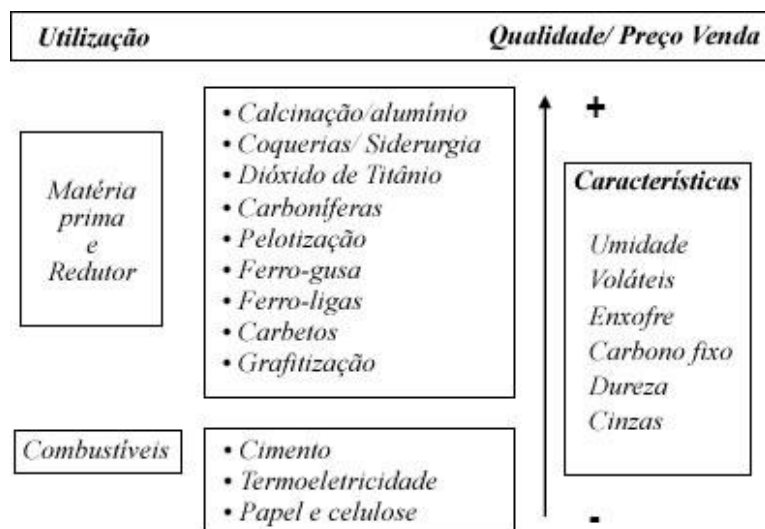 Utilização Qualidade/ Preço Venda
Matéria
prima
e
Redutor
• Calcinação/alumínio
• Coquerias/ Siderurgia
• Dióxido de Titânio
• Carboníferas
• Pelotização
• Ferro-gusa
• Ferro-ligas
• Carbetos
• Grafitização
+
Características
Umidade
Voláteis
Enxofre
Carbono fixo
Dureza
Cinzas
Combustíveis
• Cimento
• Termoeletricidade
• Papel e celulose
-